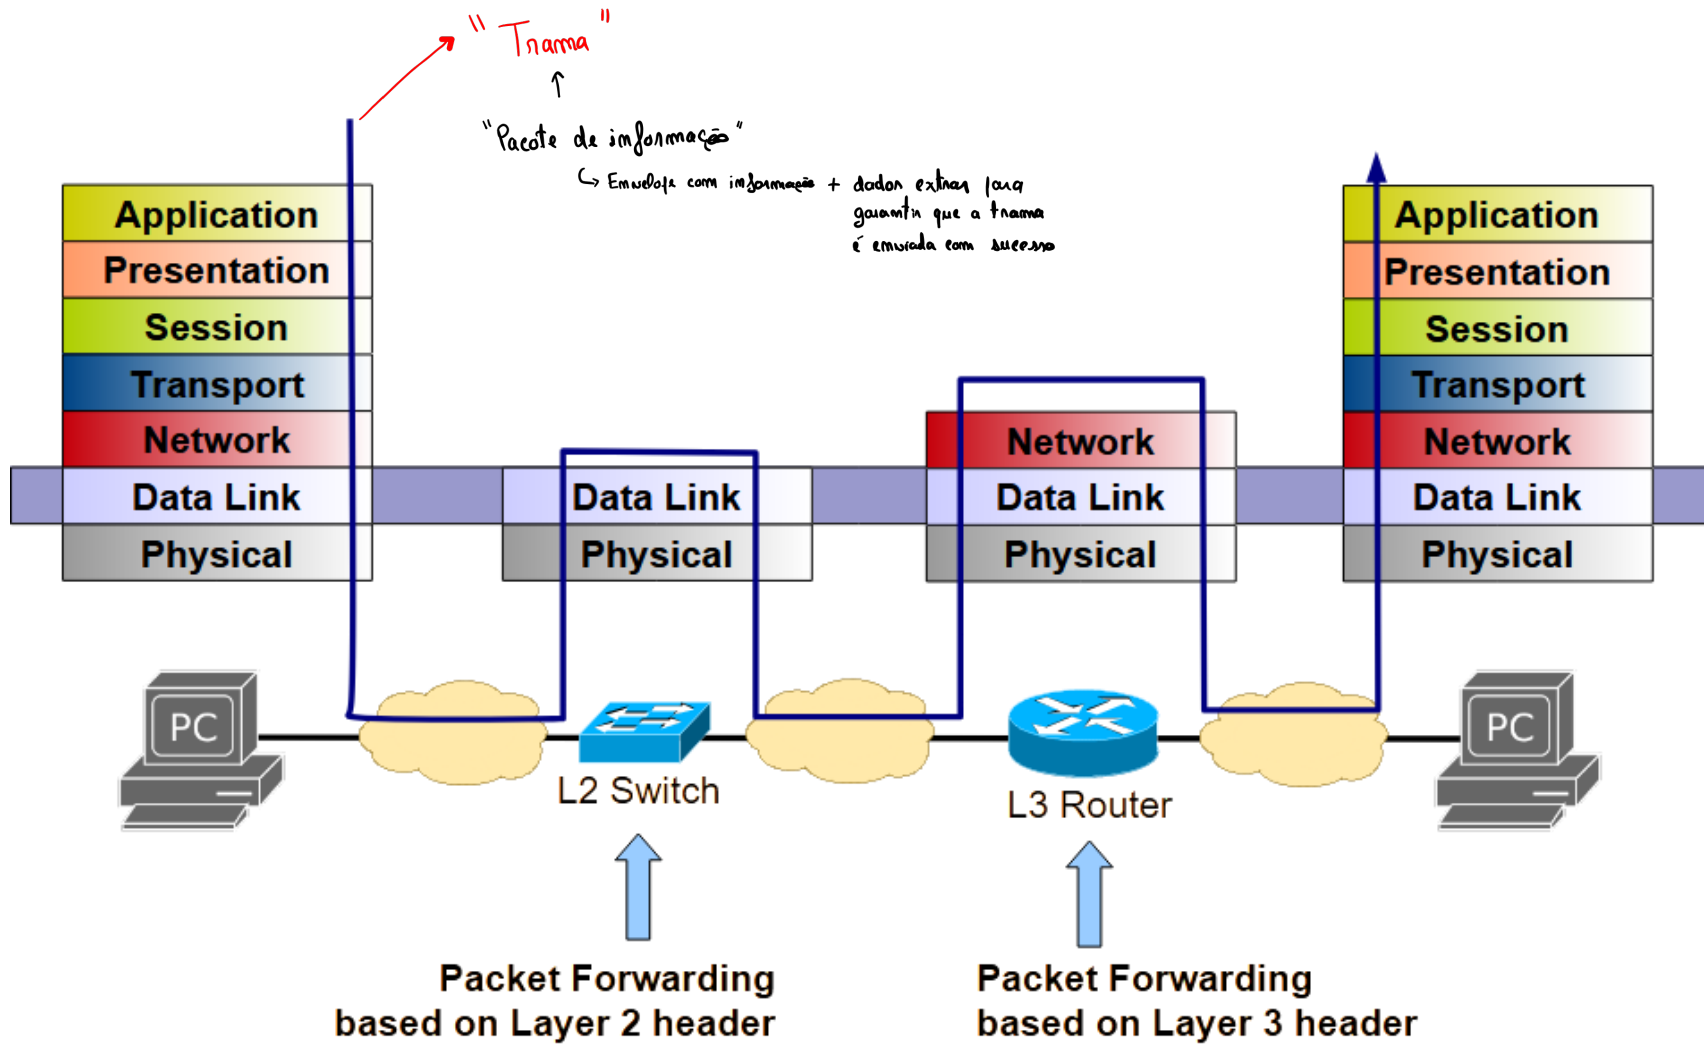 " Trama "
"Pacote de informação"
↳ Envelope com informação + dados extras para
garantir que a trama
é enviada com sucesso
Application
Presentation
Session
Transport
Network
Data Link
Physical
Data Link
Physical
Network
Data Link
Physical
Application
Presentation
Session
Transport
Network
Data Link
Physical
PC
L2 Switch
L3 Router
PC
Packet Forwarding
based on Layer 2 header
Packet Forwarding
based on Layer 3 header